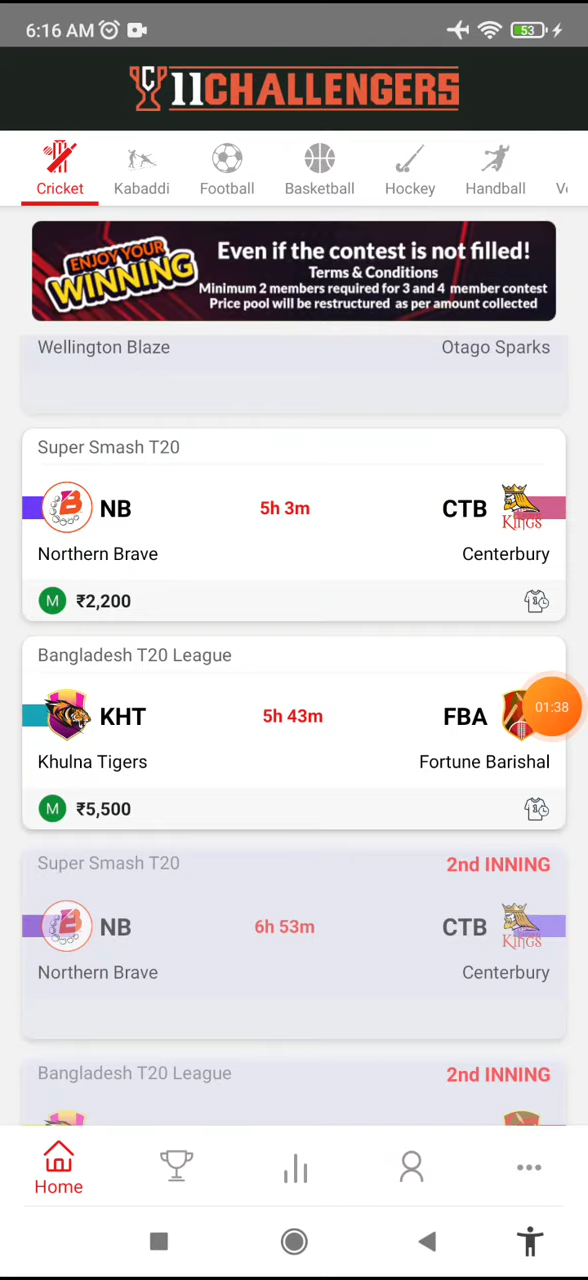 6:16 AM
53
11CHALLENGERS
Cricket Kabaddi Football Basketball Hockey Handball
ENJOY YOUR
WINNING
Even if the contest is not filled!
Terms & Conditions
Minimum 2 members required for 3 and 4 member contest
Price pool will be restructured as per amount collected
Wellington Blaze Otago Sparks
Super Smash T20
NB 5h 3m CTB
KINGS
Northern Brave Centerbury
M ₹2,200
Bangladesh T20 League
KHT 5h 43m FBA
01:38
Khulna Tigers Fortune Barishal
M ₹5,500
Super Smash T20 2nd INNING
NB 6h 53m CTB
KINGS
Northern Brave Centerbury
Bangladesh T20 League 2nd INNING
Home